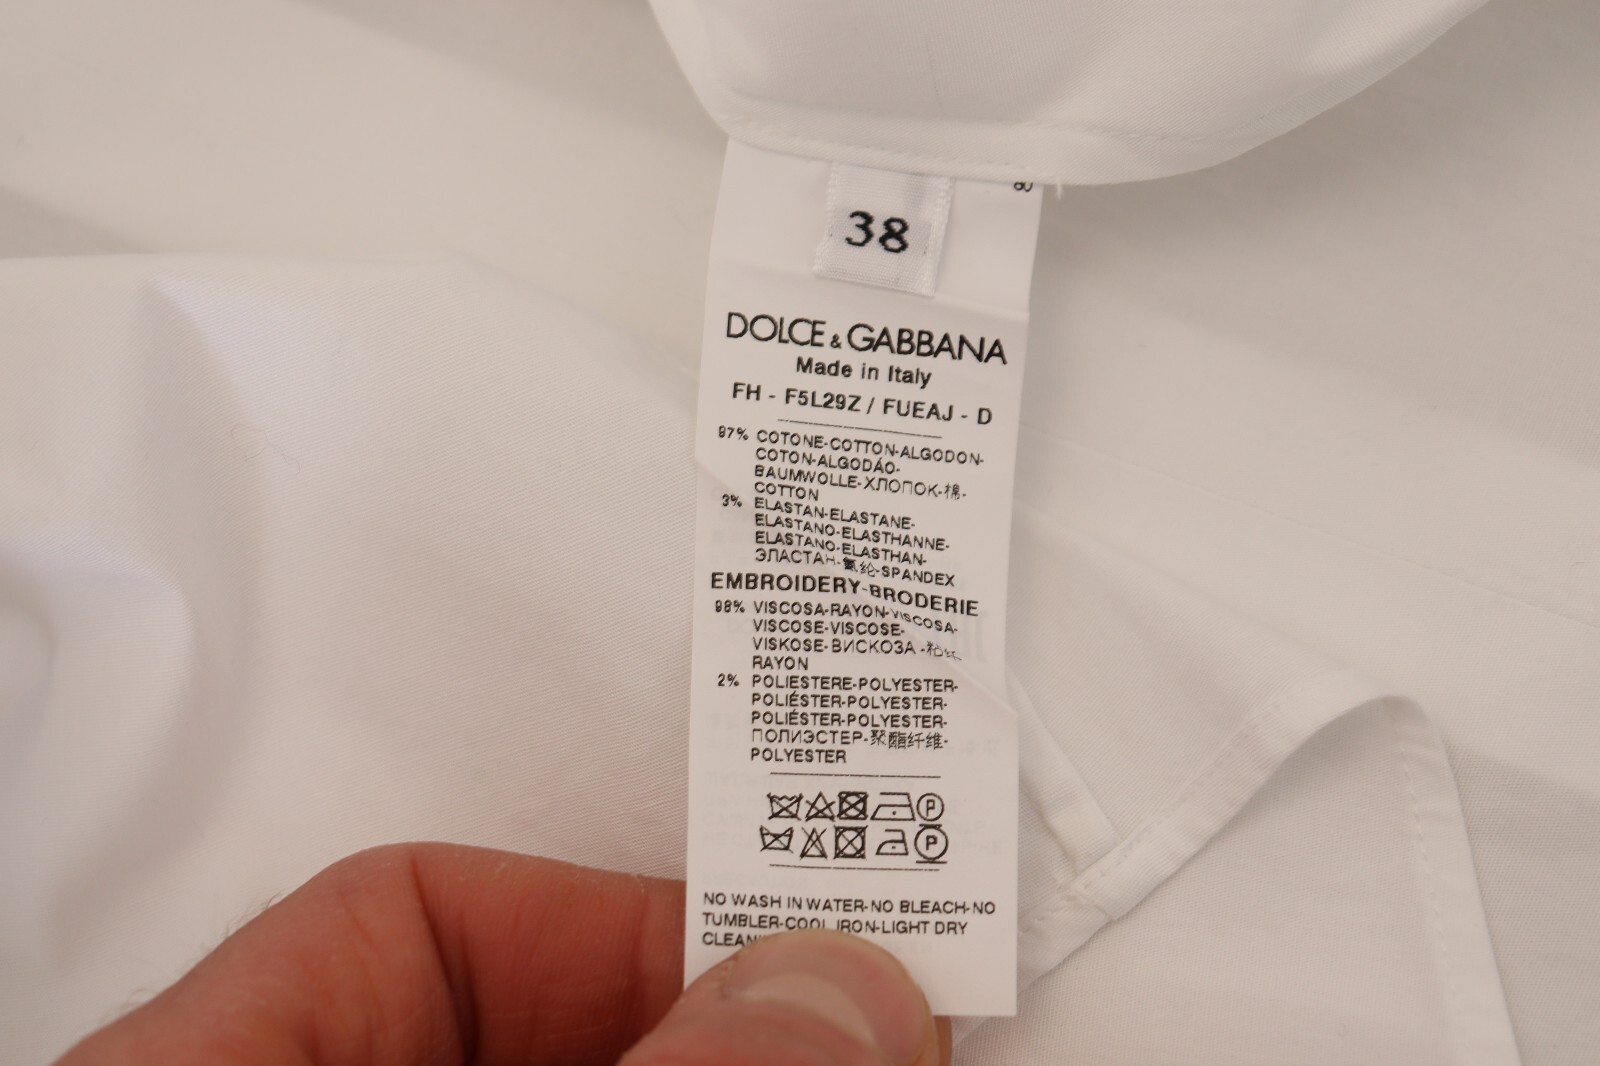 38
DOLCE & GABBANA
Made in Italy
FH - F5L29Z / FUEAJ - D
97% COTONE-COTTON-ALGODON-
COTON-ALGODÁO-
BAUMWOLLE-ХЛОПОК-棉-
COTTON
3% ELASTAN-ELASTANE-
ELASTANO-ELASTHANNE-
ELASTANO-ELASTHAN-
ЭЛАСТАН-氨纶-SPANDEX
EMBROIDERY-BRODERIE
98% VISCOSA-RAYON-VISCOSA-
VISCOSE-VISCOSE-
VISKOSE-ВИСКОЗА -粘
RAYON
2% POLIESTERE-POLYESTER-
POLIÉSTER-POLYESTER-
POLIÉSTER-POLYESTER-
ПОЛИЭСТЕР-聚酯纤维-
POLYESTER
P
P
NO WASH IN WATER-NO BLEACH-NO
TUMBLER-COOL IRON-LIGHT DRY